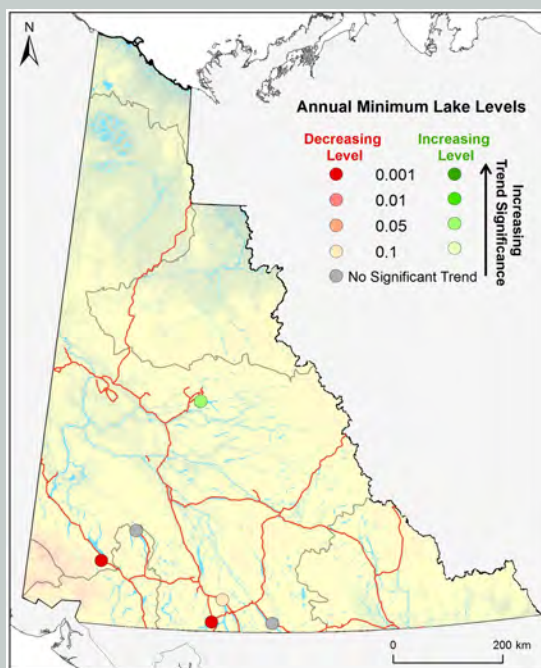 N
Annual Minimum Lake Levels
Decreasing Level
Increasing Level
0.001
0.01
0.05
0.1
No Significant Trend
Increasing Trend Significance
0 200 km